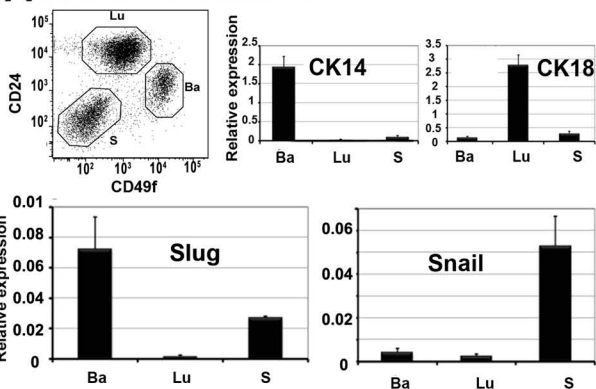 Lu
10⁵
10⁴
10³
10²
CD24
Ba
S
10² 10³ 10⁴ 10⁵
CD49f
Relative expression
2.5
2
1.5
1
0.5
0
CK14
Ba Lu S
3.5
3
2.5
2
1.5
1
0.5
0
CK18
Ba Lu S
Relative expression
0.01
0.08
0.06
0.04
0.02
0
Slug
Ba Lu S
0.06
0.04
0.02
0
Snail
Ba Lu S